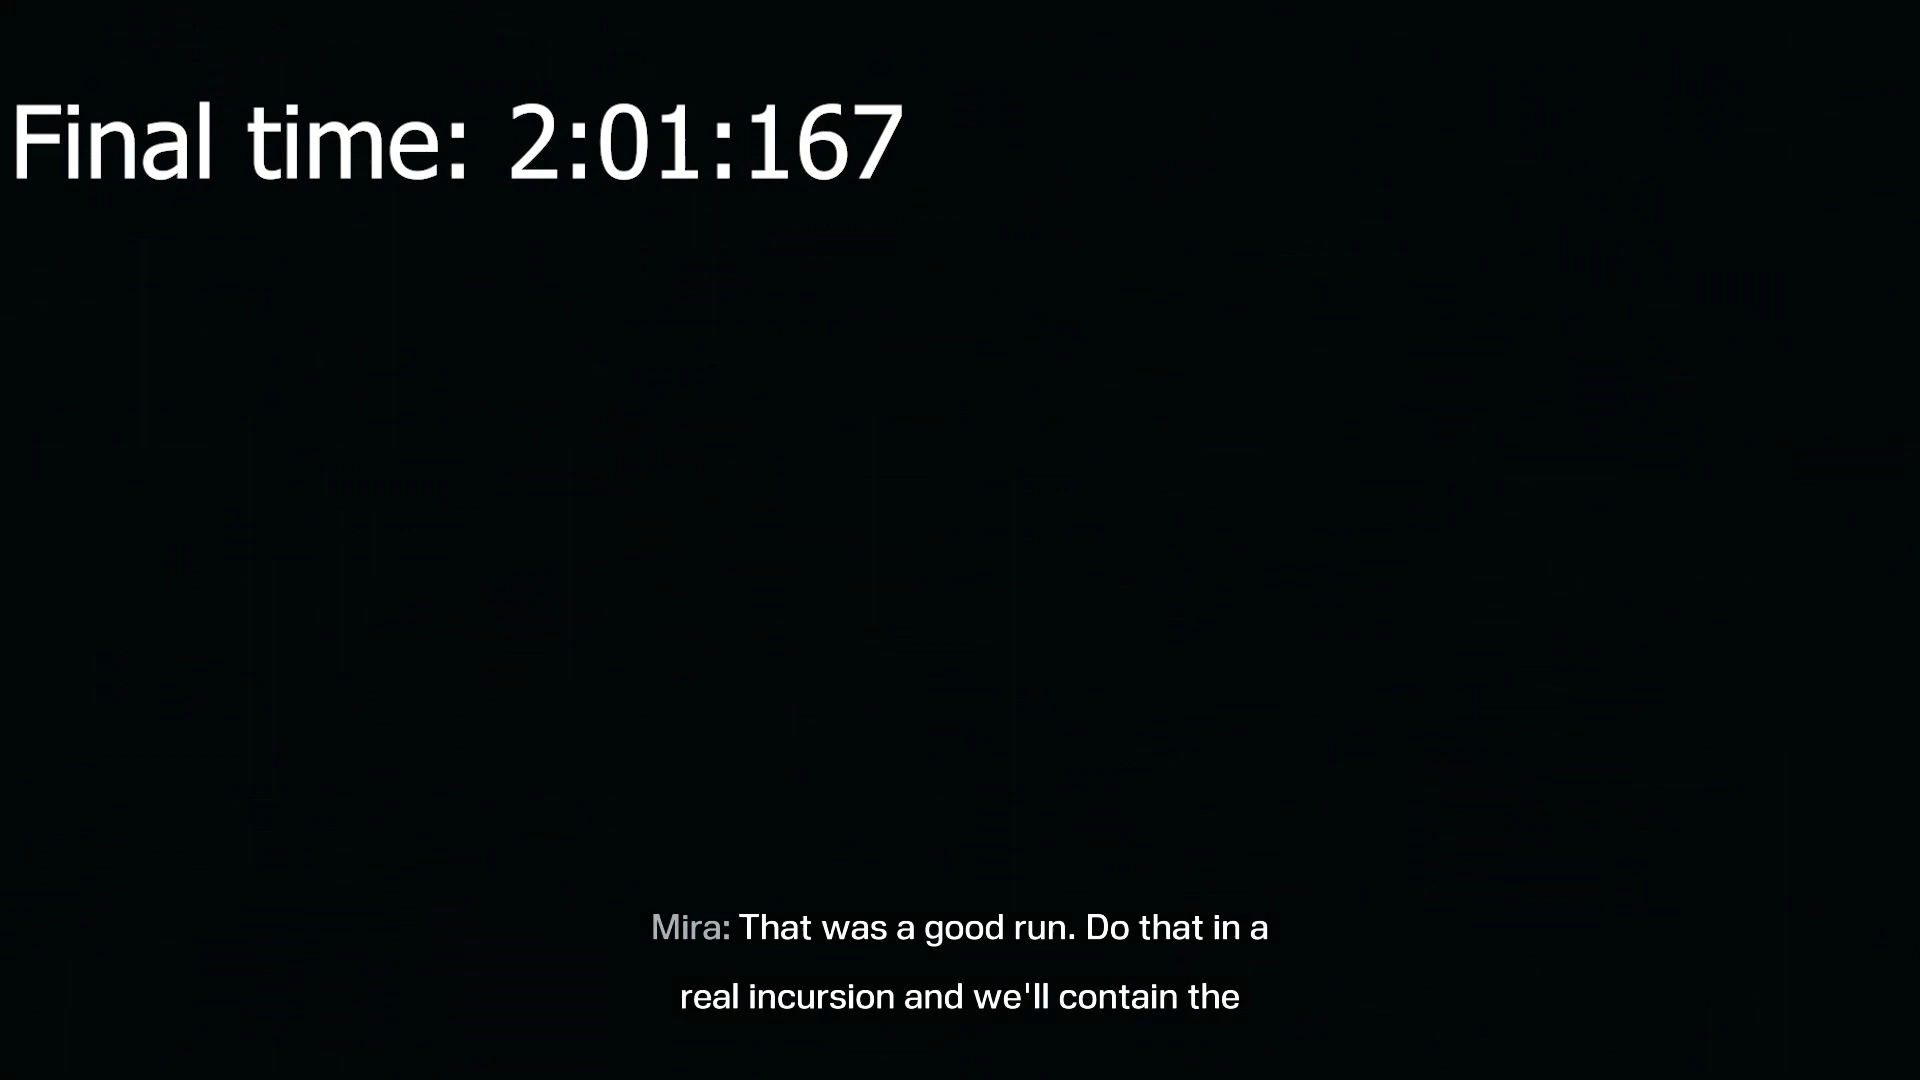 Final time: 2:01:167
Mira: That was a good run. Do that in a
real incursion and we'll contain the